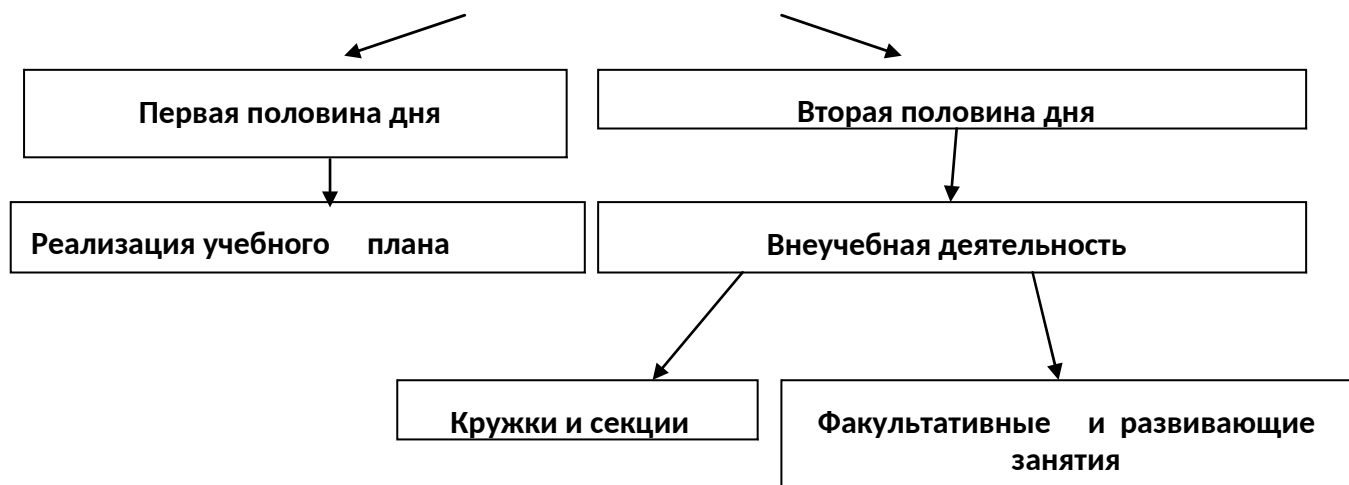 Первая половина дня
Вторая половина дня
Реализация учебного плана
Внеучебная деятельность
Кружки и секции
Факультативные и развивающие
занятия